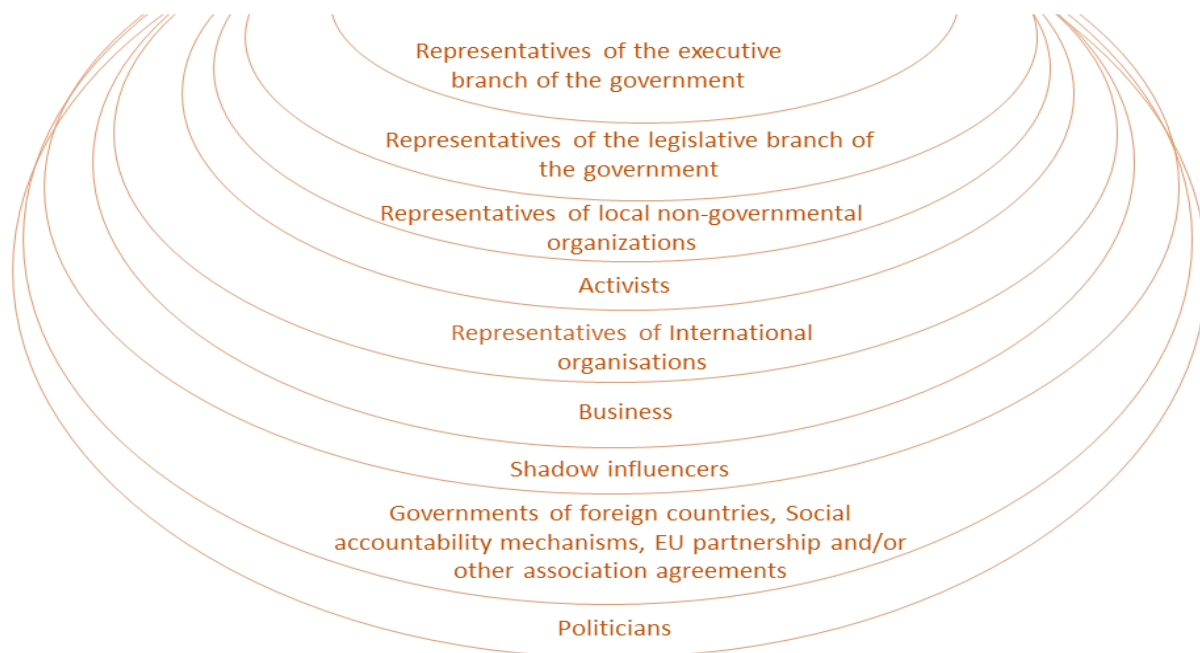 Representatives of the executive
branch of the government
Representatives of the legislative branch of
the government
Representatives of local non-governmental
organizations
Activists
Representatives of International
organisations
Business
Shadow influencers
Governments of foreign countries, Social
accountability mechanisms, EU partnership and/or
other association agreements
Politicians